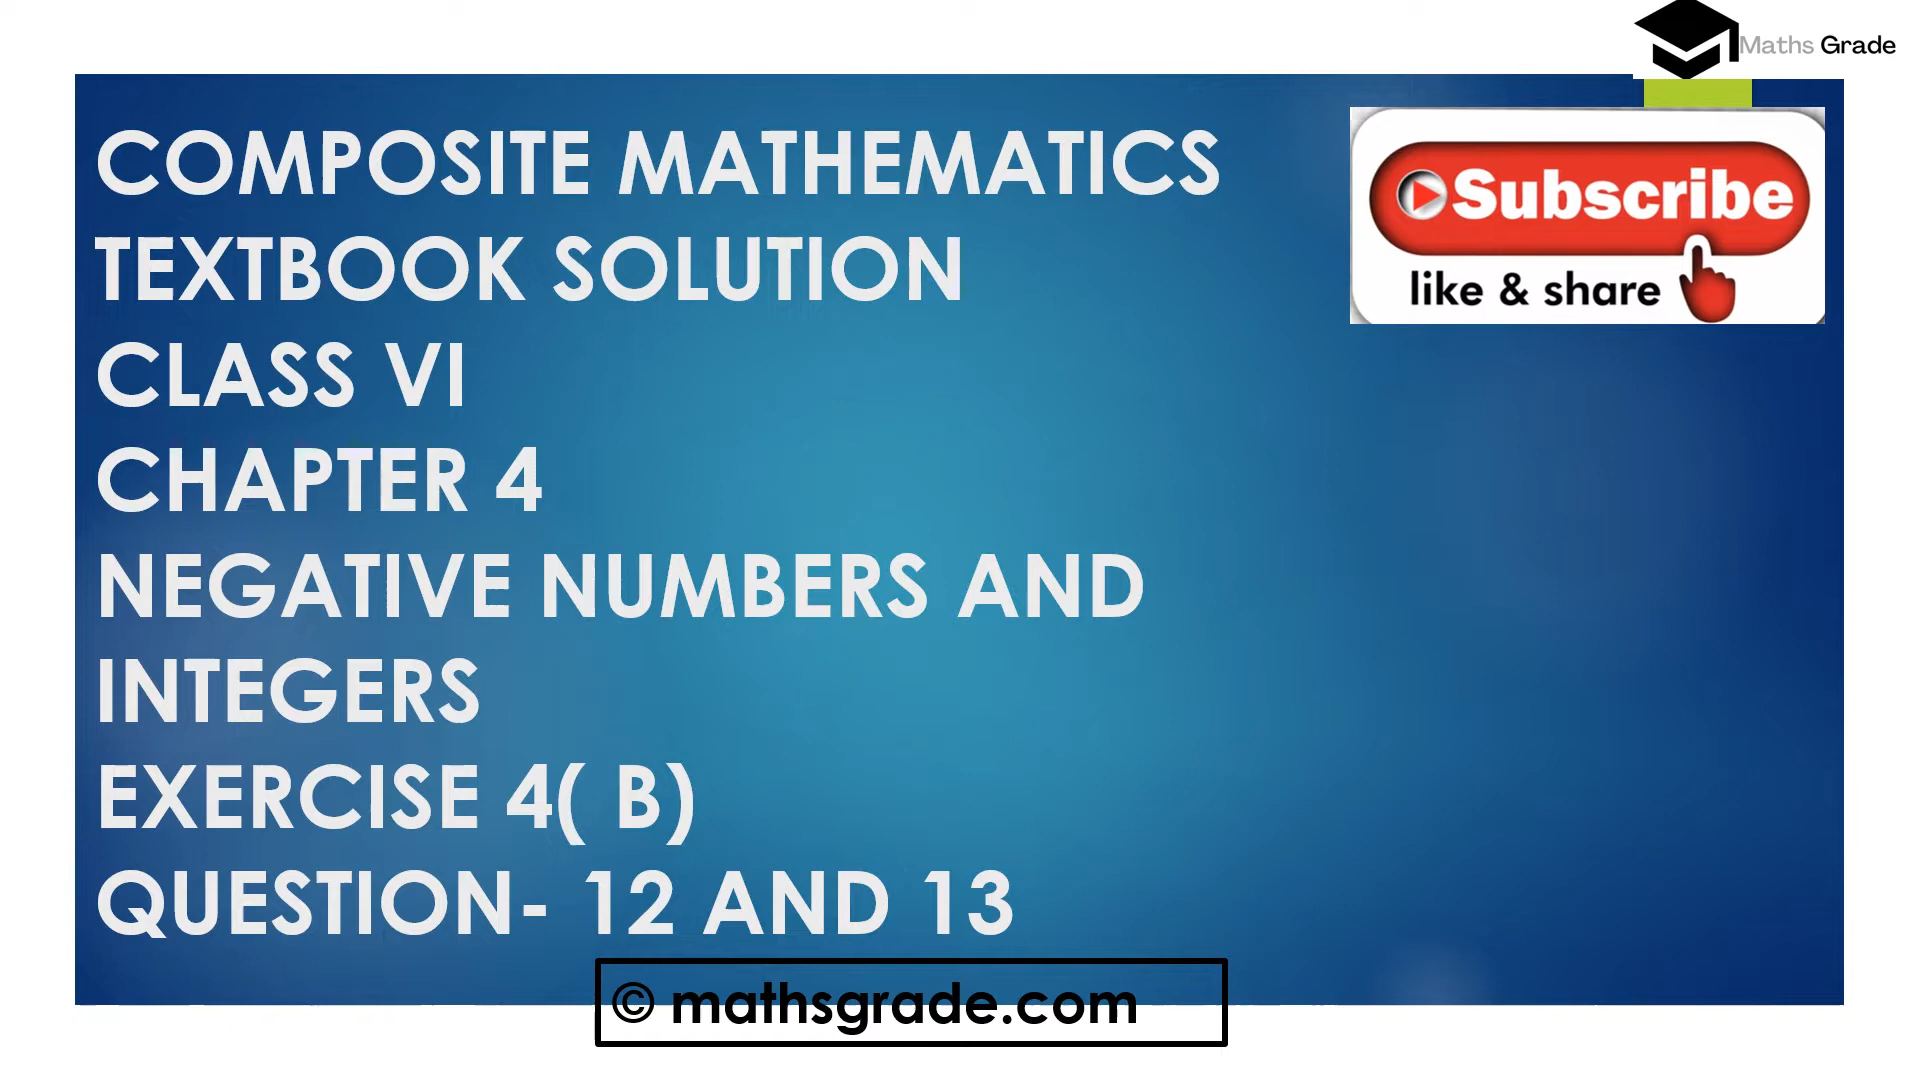 Maths Grade
COMPOSITE MATHEMATICS
TEXTBOOK SOLUTION
CLASS VI
CHAPTER 4
NEGATIVE NUMBERS AND
INTEGERS
EXERCISE 4( B)
QUESTION- 12 AND 13
Subscribe
like & share
© mathsgrade.com